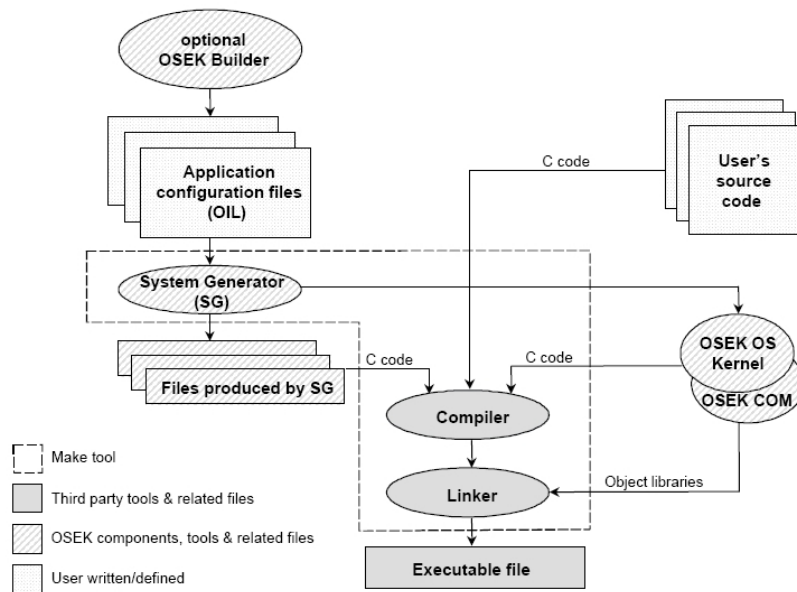 optional
OSEK Builder
Application
configuration files
(OIL)
C code
User's
source
code
System Generator
(SG)
OSEK OS
Kernel
OSEK COM
Files produced by SG
C code
C code
Compiler
Linker
Object libraries
Executable file
Make tool
Third party tools & related files
OSEK components, tools & related files
User written/defined